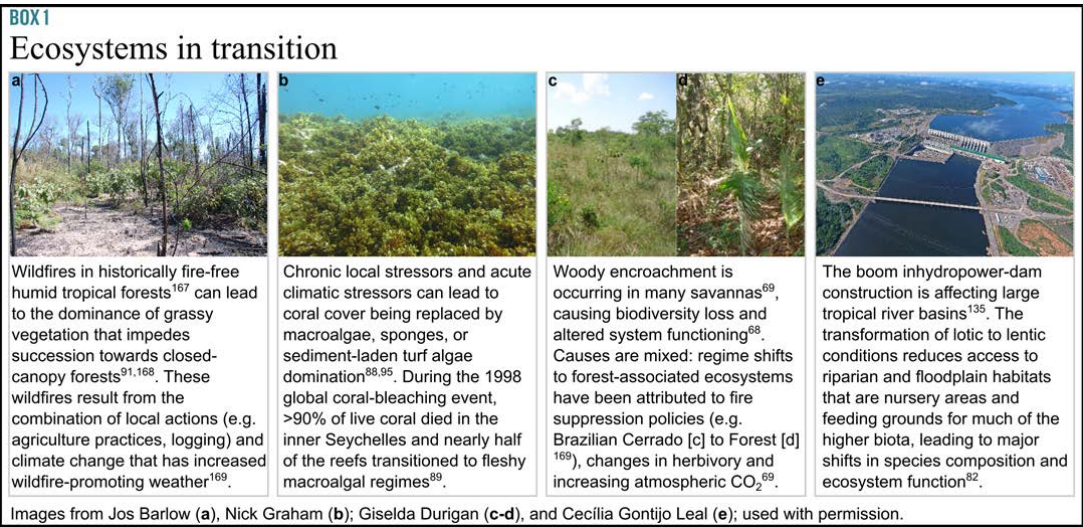 BOX 1
Ecosystems in transition
a
b
c
d
e
Wildfires in historically fire-free
humid tropical forests167 can lead
to the dominance of grassy
vegetation that impedes
succession towards closed-
canopy forests91,168. These
wildfires result from the
combination of local actions (e.g.
agriculture practices, logging) and
climate change that has increased
wildfire-promoting weather169.
Chronic local stressors and acute
climatic stressors can lead to
coral cover being replaced by
macroalgae, sponges, or
sediment-laden turf algae
domination88,95. During the 1998
global coral-bleaching event,
>90% of live coral died in the
inner Seychelles and nearly half
of the reefs transitioned to fleshy
macroalgal regimes89.
Woody encroachment is
occurring in many savannas69,
causing biodiversity loss and
altered system functioning68.
Causes are mixed: regime shifts
to forest-associated ecosystems
have been attributed to fire
suppression policies (e.g.
Brazilian Cerrado [c] to Forest [d]
169), changes in herbivory and
increasing atmospheric CO269.
The boom inhydropower-dam
construction is affecting large
tropical river basins135. The
transformation of lotic to lentic
conditions reduces access to
riparian and floodplain habitats
that are nursery areas and
feeding grounds for much of the
higher biota, leading to major
shifts in species composition and
ecosystem function82.
Images from Jos Barlow (a), Nick Graham (b); Giselda Durigan (c-d), and Cecília Gontijo Leal (e); used with permission.